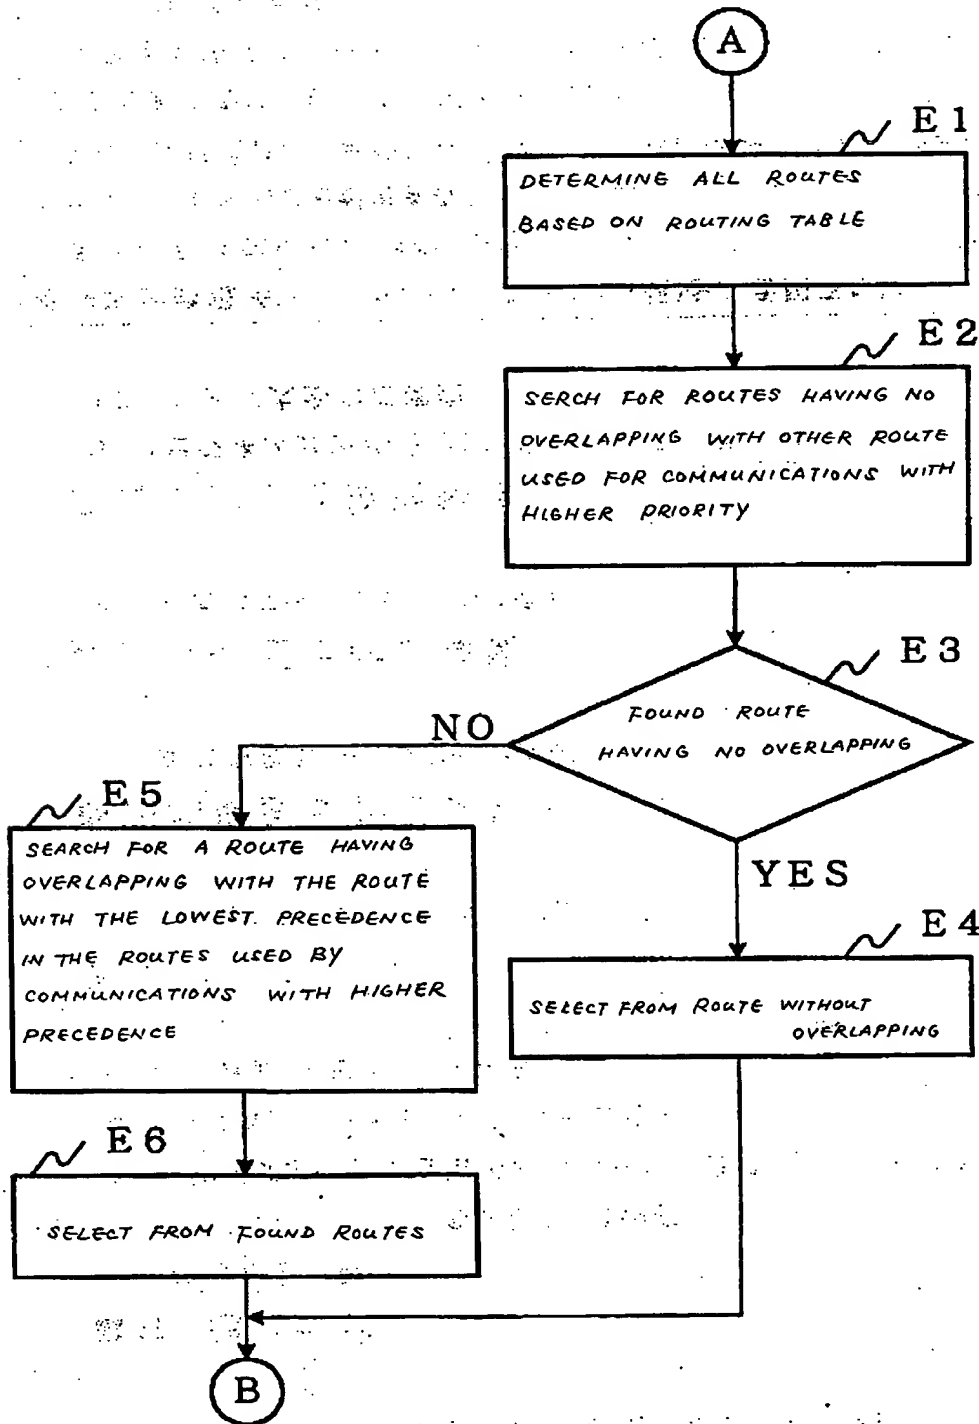 A
E1
DETERMINE ALL ROUTES
BASED ON ROUTING TABLE
E2
SERCH FOR ROUTES HAVING NO
OVERLAPPING WITH OTHER ROUTE
USED FOR COMMUNICATIONS WITH
HIGHER PRIORITY
E3
FOUND ROUTE
HAVING NO OVERLAPPING
NO
YES
E5
SEARCH FOR A ROUTE HAVING
OVERLAPPING WITH THE ROUTE
WITH THE LOWEST PRECEDENCE
IN THE ROUTES USED BY
COMMUNICATIONS WITH HIGHER
PRECEDENCE
E4
SELECT FROM ROUTE WITHOUT
OVERLAPPING
E6
SELECT FROM FOUND ROUTES
B